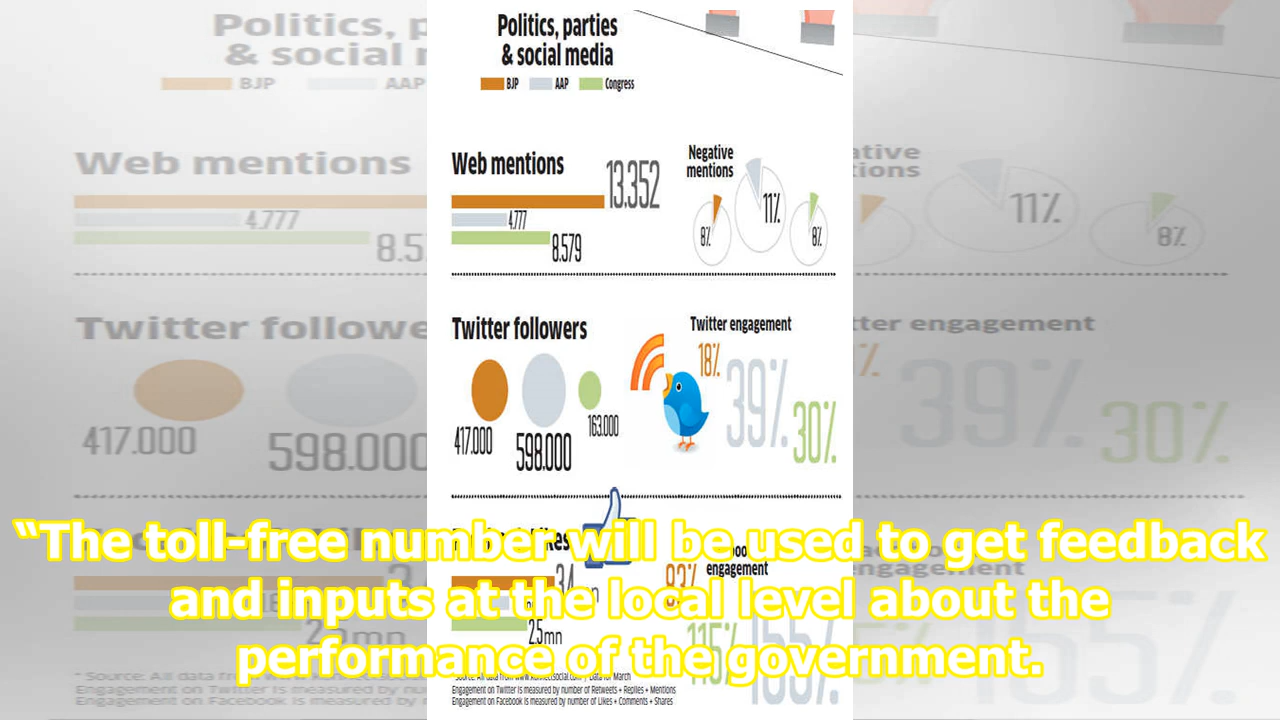 Politics, parties
& social media
BJP AAP Congress
Web mentions
13.352
4.777
8.579
Negative
mentions
8% 11% 8%
Twitter followers
417.000
598.000
163.000
Twitter engagement
18%
39%
30%
2.5mn
engagement
Data for March
Engagement on Twitter is measured by number of Retweets + Replies + Mentions
Engagement on Facebook is measured by number of Likes + Comments + Shares
“The toll-free number will be used to get feedback
and inputs at the local level about the
performance of the government.